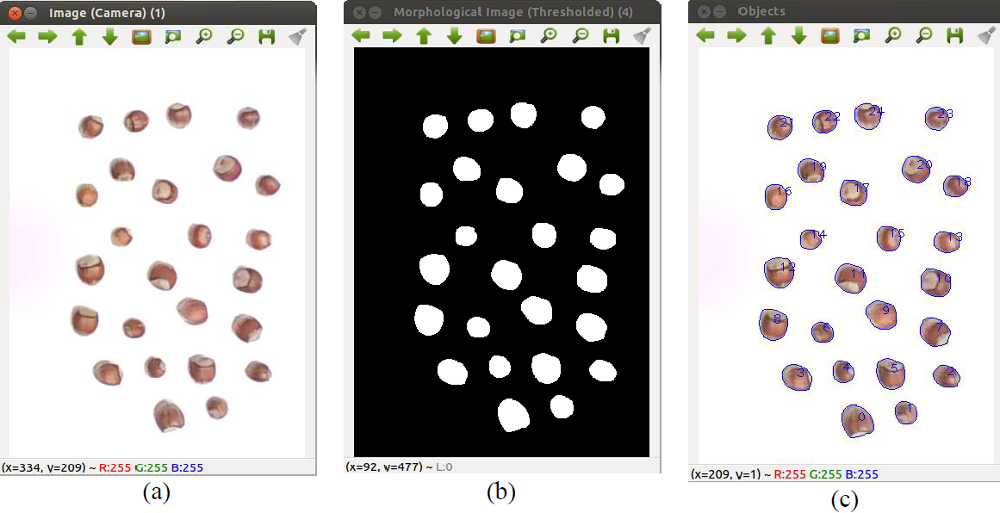 Image (Camera) (1)
Morphological Image (Thresholded) (4)
Objects
21 22 24 23
19 20
16 17 18
14 15 13
12 11 10
8 6 9 7
3 4 5 2
0 1
(x=334, y=209) ~ R:255 G:255 B:255
(x=92, y=477) ~ L:0
(x=209, y=1) ~ R:255 G:255 B:255
(a)
(b)
(c)